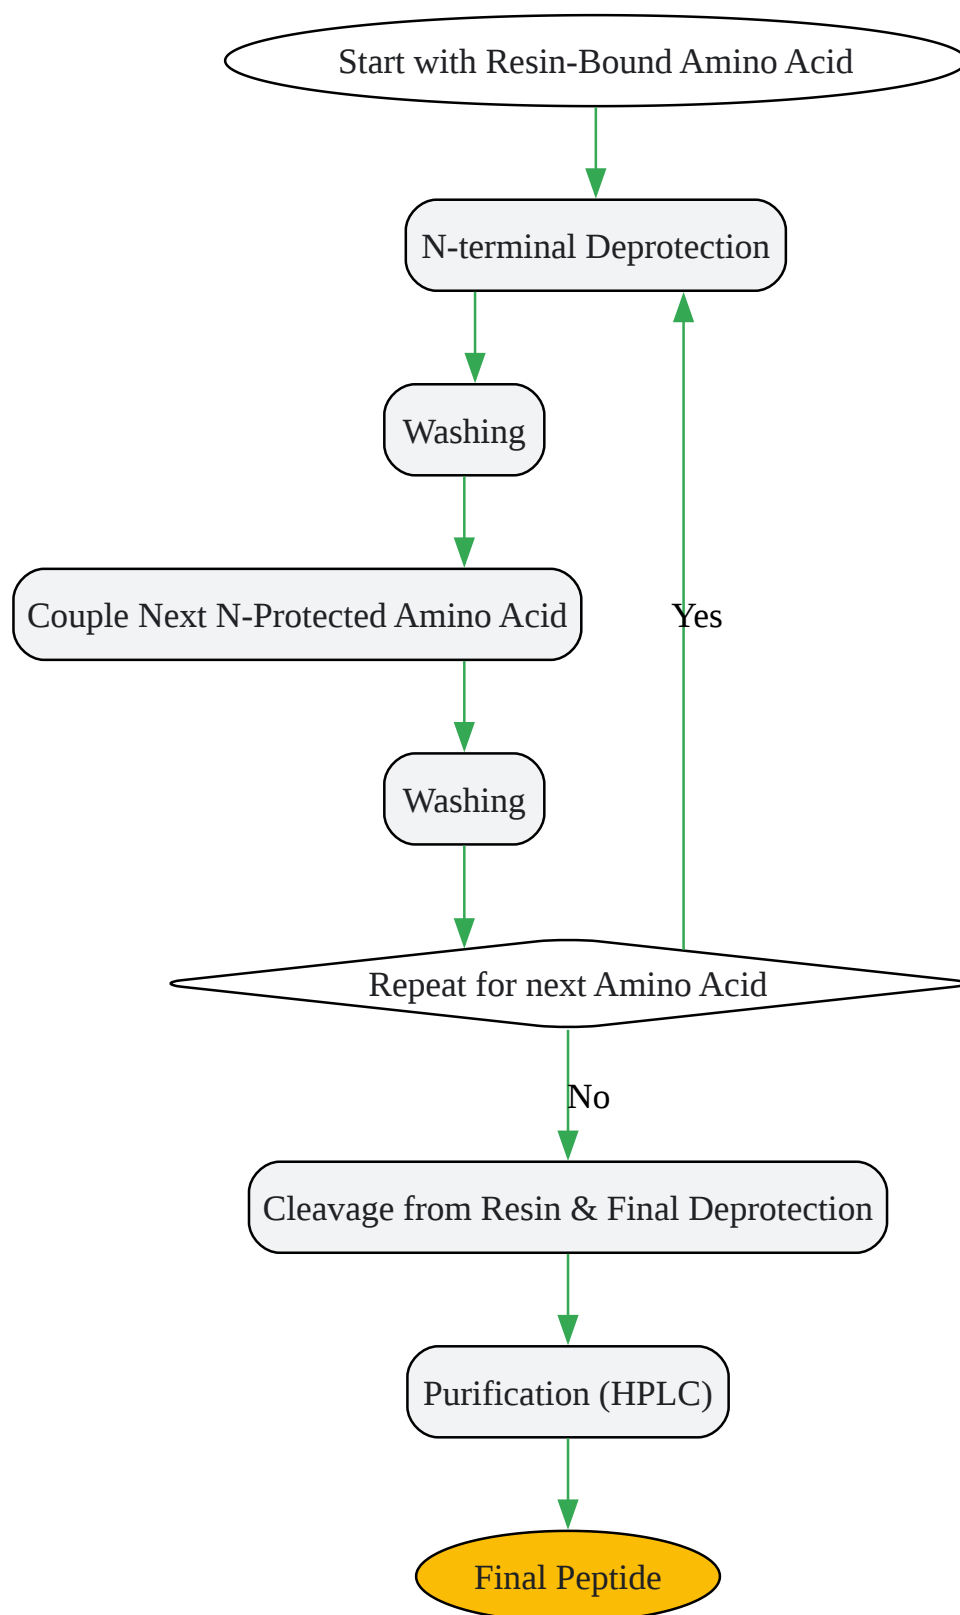 Start with Resin-Bound Amino Acid
N-terminal Deprotection
Washing
Couple Next N-Protected Amino Acid
Yes
Washing
Repeat for next Amino Acid
No
Cleavage from Resin & Final Deprotection
Purification (HPLC)
Final Peptide